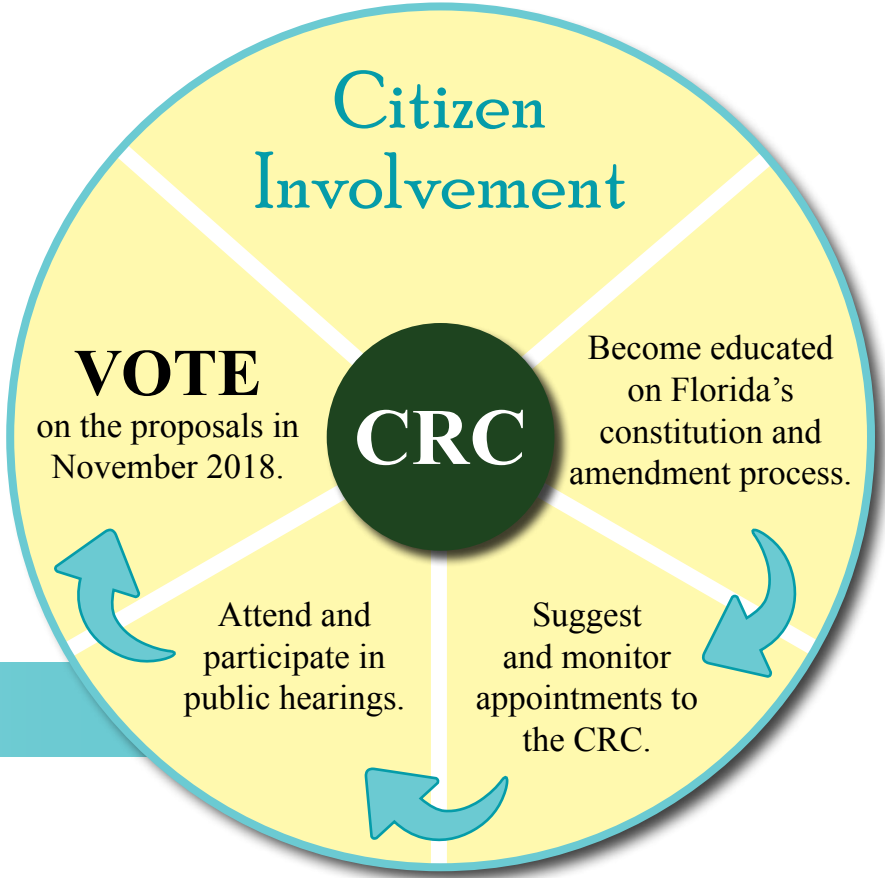 Citizen
Involvement
Become educated
on Florida’s
constitution and
amendment process.
Suggest
and monitor
appointments to
the CRC.
Attend and
participate in
public hearings.
VOTE
on the proposals in
November 2018.
CRC